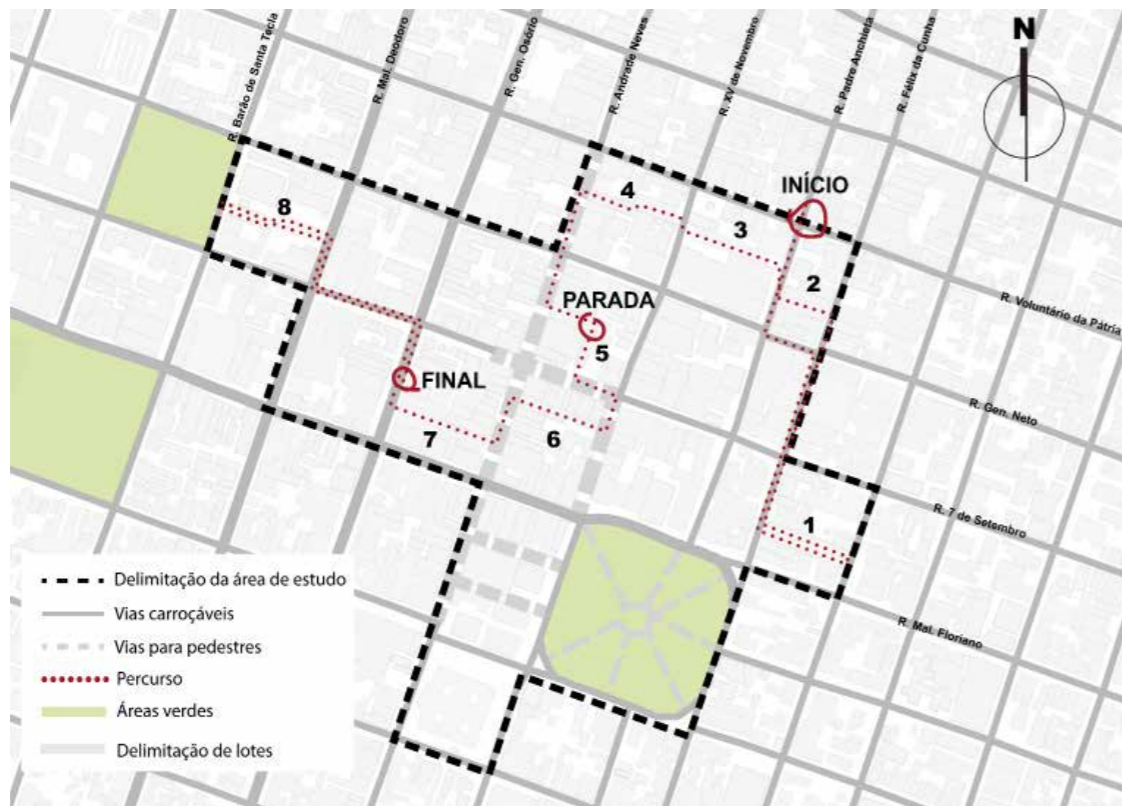 R. Barão de Santa Tecla
R. Mal. Deodoro
R. Gen. Osório
R. Andrade Neves
R. XV de Novembro
R. Padre Anchieta
R. Félix da Cunha
N
INÍCIO
4
8
3
2
PARADA
R. Voluntário da Pátria
5
FINAL
R. Gen. Neto
7
6
R. 7 de Setembro
1
R. Mal. Floriano
Delimitação da área de estudo
Vias carroçáveis
Vias para pedestres
Percurso
Áreas verdes
Delimitação de lotes